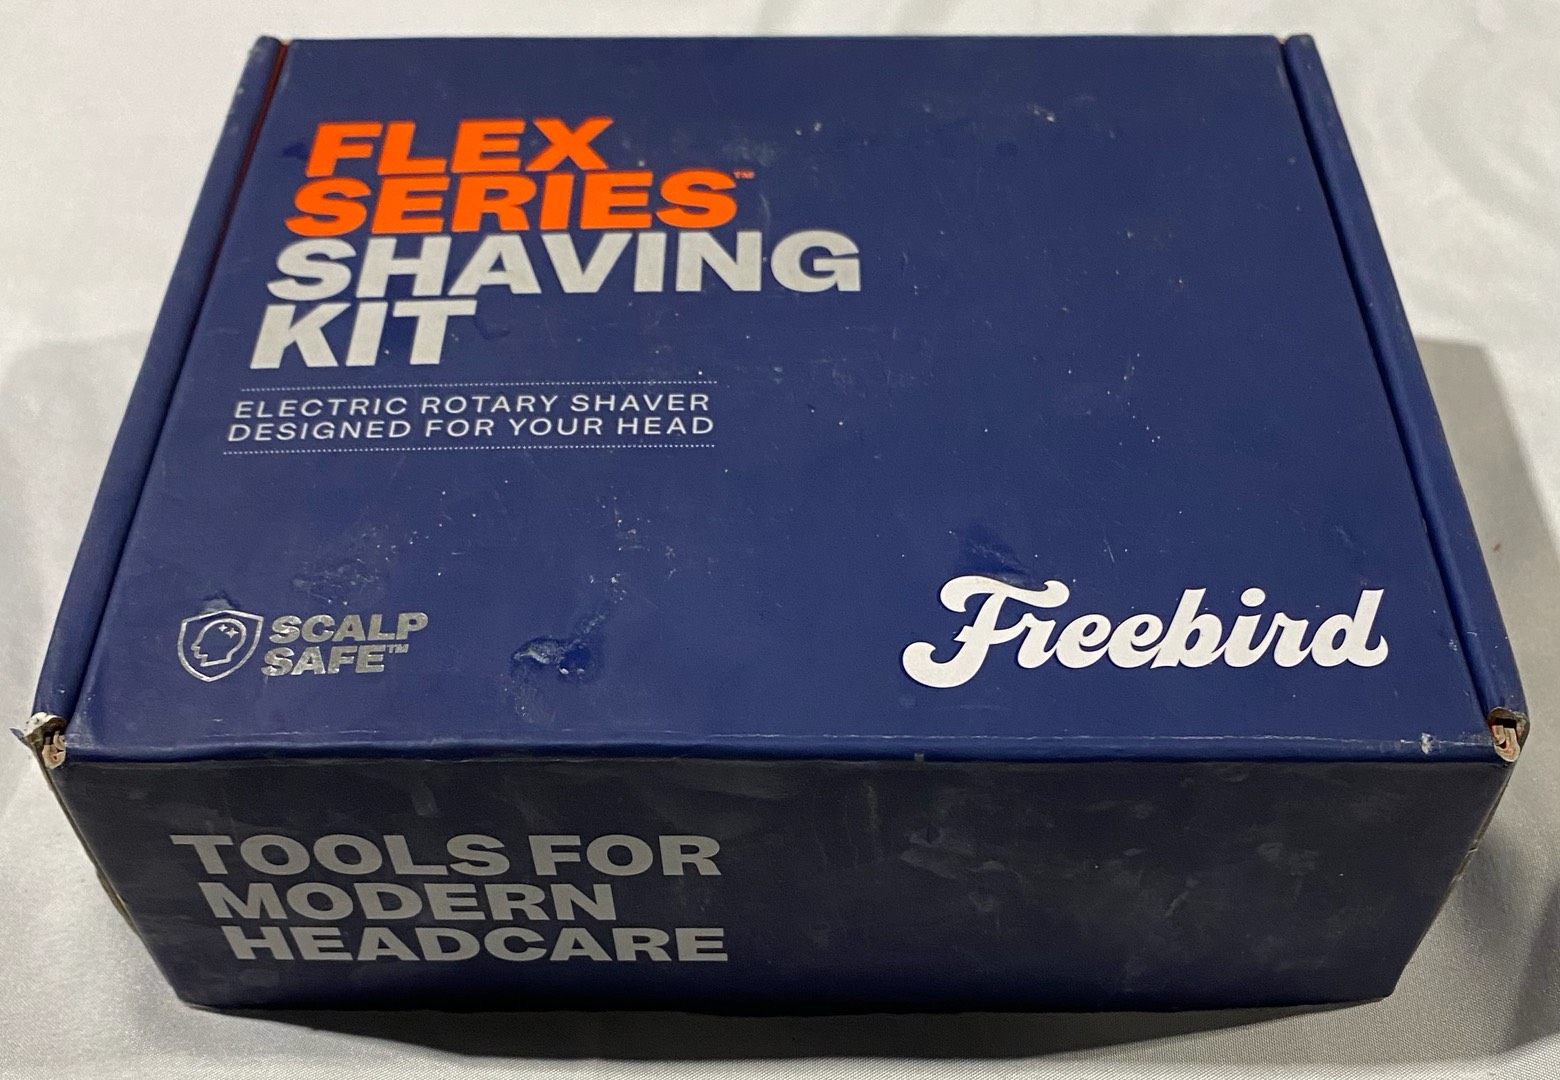 FLEX
SERIES™
SHAVING
KIT
ELECTRIC ROTARY SHAVER
DESIGNED FOR YOUR HEAD
SCALP
SAFE™
Freebird
TOOLS FOR
MODERN
HEADCARE